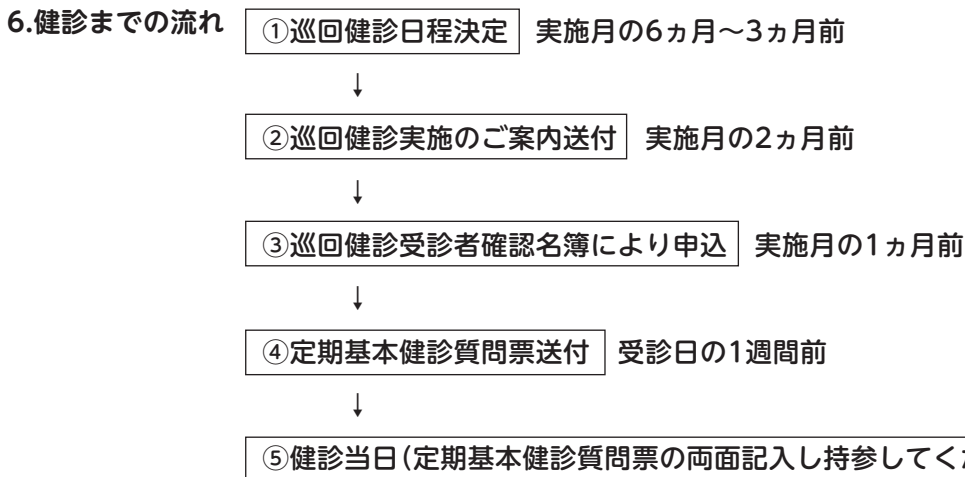 6.健診までの流れ ①巡回健診日程決定 実施月の6ヵ月〜3ヵ月前
↓
②巡回健診実施のご案内送付 実施月の2ヵ月前
↓
③巡回健診受診者確認名簿により申込 実施月の1ヵ月前
↓
④定期基本健診質問票送付 受診日の1週間前
↓
⑤健診当日(定期基本健診質問票の両面記入し持参してく